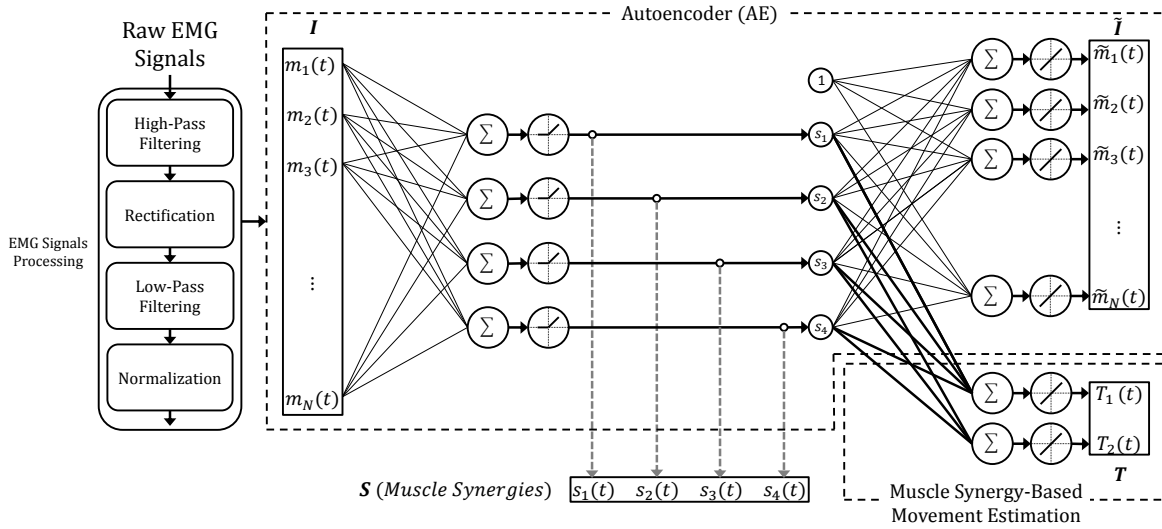 Autoencoder (AE)
Raw EMG
Signals
High-Pass
Filtering
Rectification
Low-Pass
Filtering
Normalization
EMG Signals
Processing
I
m₁(t)
m₂(t)
m₃(t)
⋮
m_N(t)
Σ
Σ
Σ
Σ
1
s₁
s₂
s₃
s₄
Σ
Σ
Σ
Σ
Ĩ
m̃₁(t)
m̃₂(t)
m̃₃(t)
⋮
m̃_N(t)
Σ
Σ
T₁(t)
T₂(t)
T
Muscle Synergy-Based
Movement Estimation
S (Muscle Synergies) s₁(t) s₂(t) s₃(t) s₄(t)